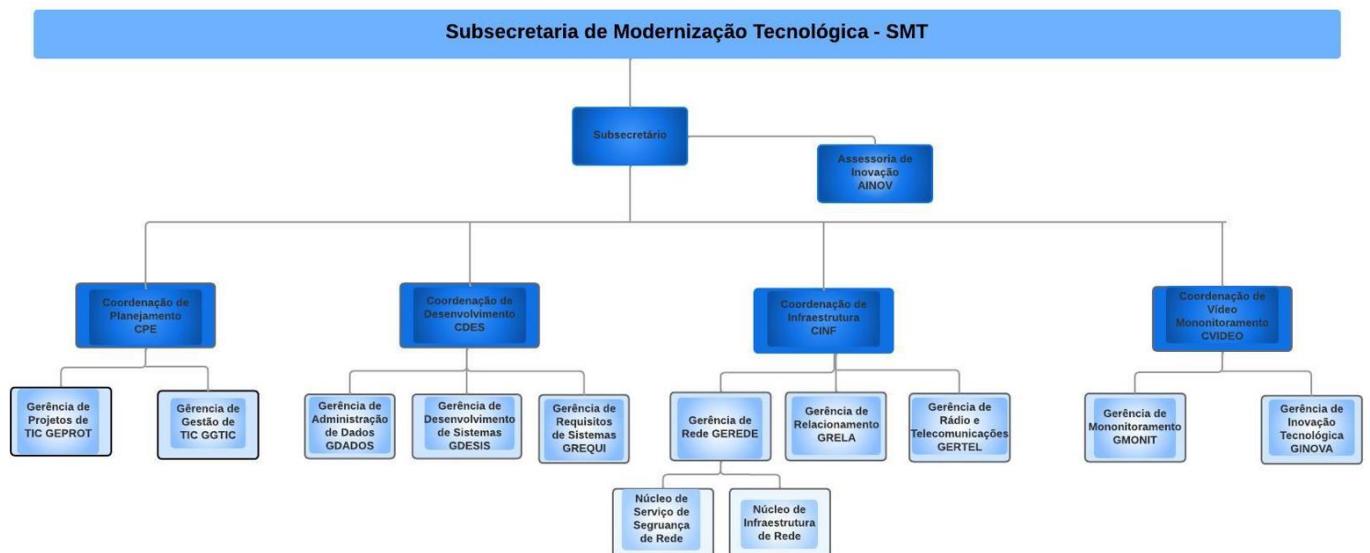 Subsecretaria de Modernização Tecnológica - SMT
Subsecretário
Assessoria de
Inovação
AINOV
Coordenação de
Planejamento
CPE
Coordenação de
Desenvolvimento
CDES
Coordenação de
Infraestrutura
CINF
Coordenação de
Vídeo
Mononitoramento
CVIDEO
Gerência de
Projetos de
TIC GEPROT
Gêrencia de
Gestão de
TIC GGTIC
Gerência de
Administração
de Dados
GDADOS
Gerência de
Desenvolvimento
de Sistemas
GDESIS
Gerência de
Requisitos
de Sistemas
GREQUI
Gerência de
Rede GEREDE
Gerência de
Relacionamento
GRELA
Gerência de
Rádio e
Telecomunicações
GERTEL
Gerência de
Mononitoramento
GMONIT
Gerência de
Inovação
Tecnológica
GINOVA
Núcleo de
Serviço de
Segruança
de Rede
Núcleo de
Infraestrutura
de Rede